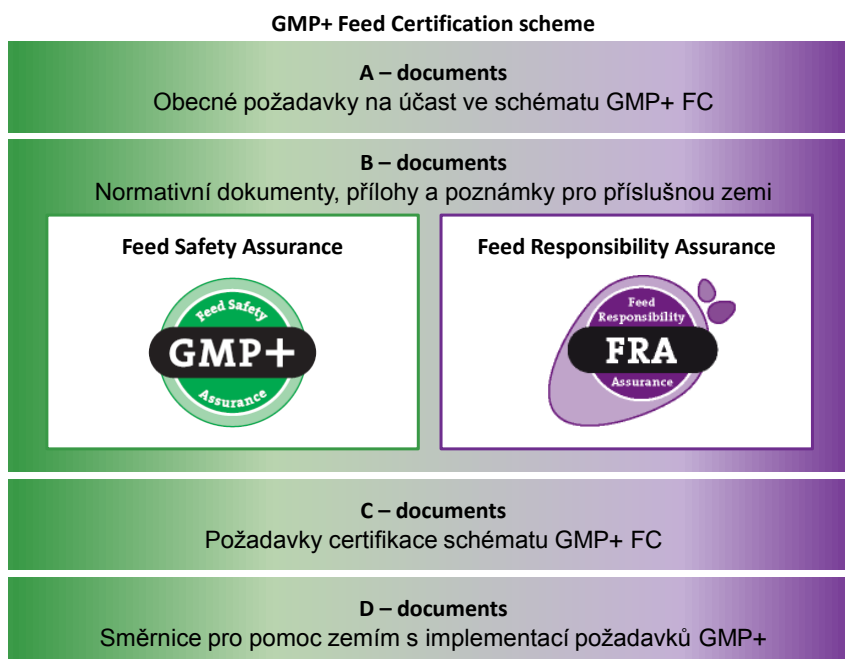 GMP+ Feed Certification scheme
A – documents
Obecné požadavky na účast ve schématu GMP+ FC
B – documents
Normativní dokumenty, přílohy a poznámky pro příslušnou zemi
Feed Safety Assurance
Feed Safety
GMP+
Assurance
Feed Responsibility Assurance
Feed
Responsibility
FRA
Assurance
C – documents
Požadavky certifikace schématu GMP+ FC
D – documents
Směrnice pro pomoc zemím s implementací požadavků GMP+